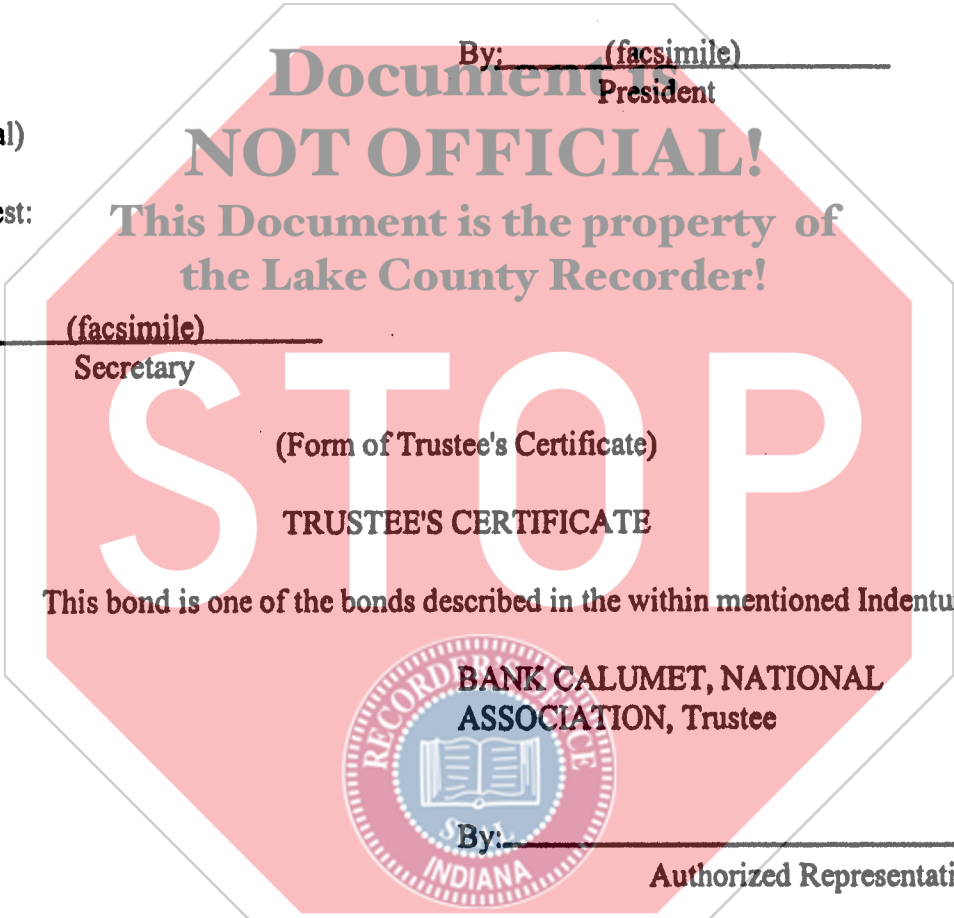 By: (facsimile)
President
al)
est:
(facsimile)
Secretary
(Form of Trustee's Certificate)
TRUSTEE'S CERTIFICATE
This bond is one of the bonds described in the within mentioned Indentu
BANK CALUMET, NATIONAL
ASSOCIATION, Trustee
By:
Authorized Representati
Document is
NOT OFFICIAL!
This Document is the property of
the Lake County Recorder!
STOP
RECORDER'S OFFICE
SEAL
INDIANA